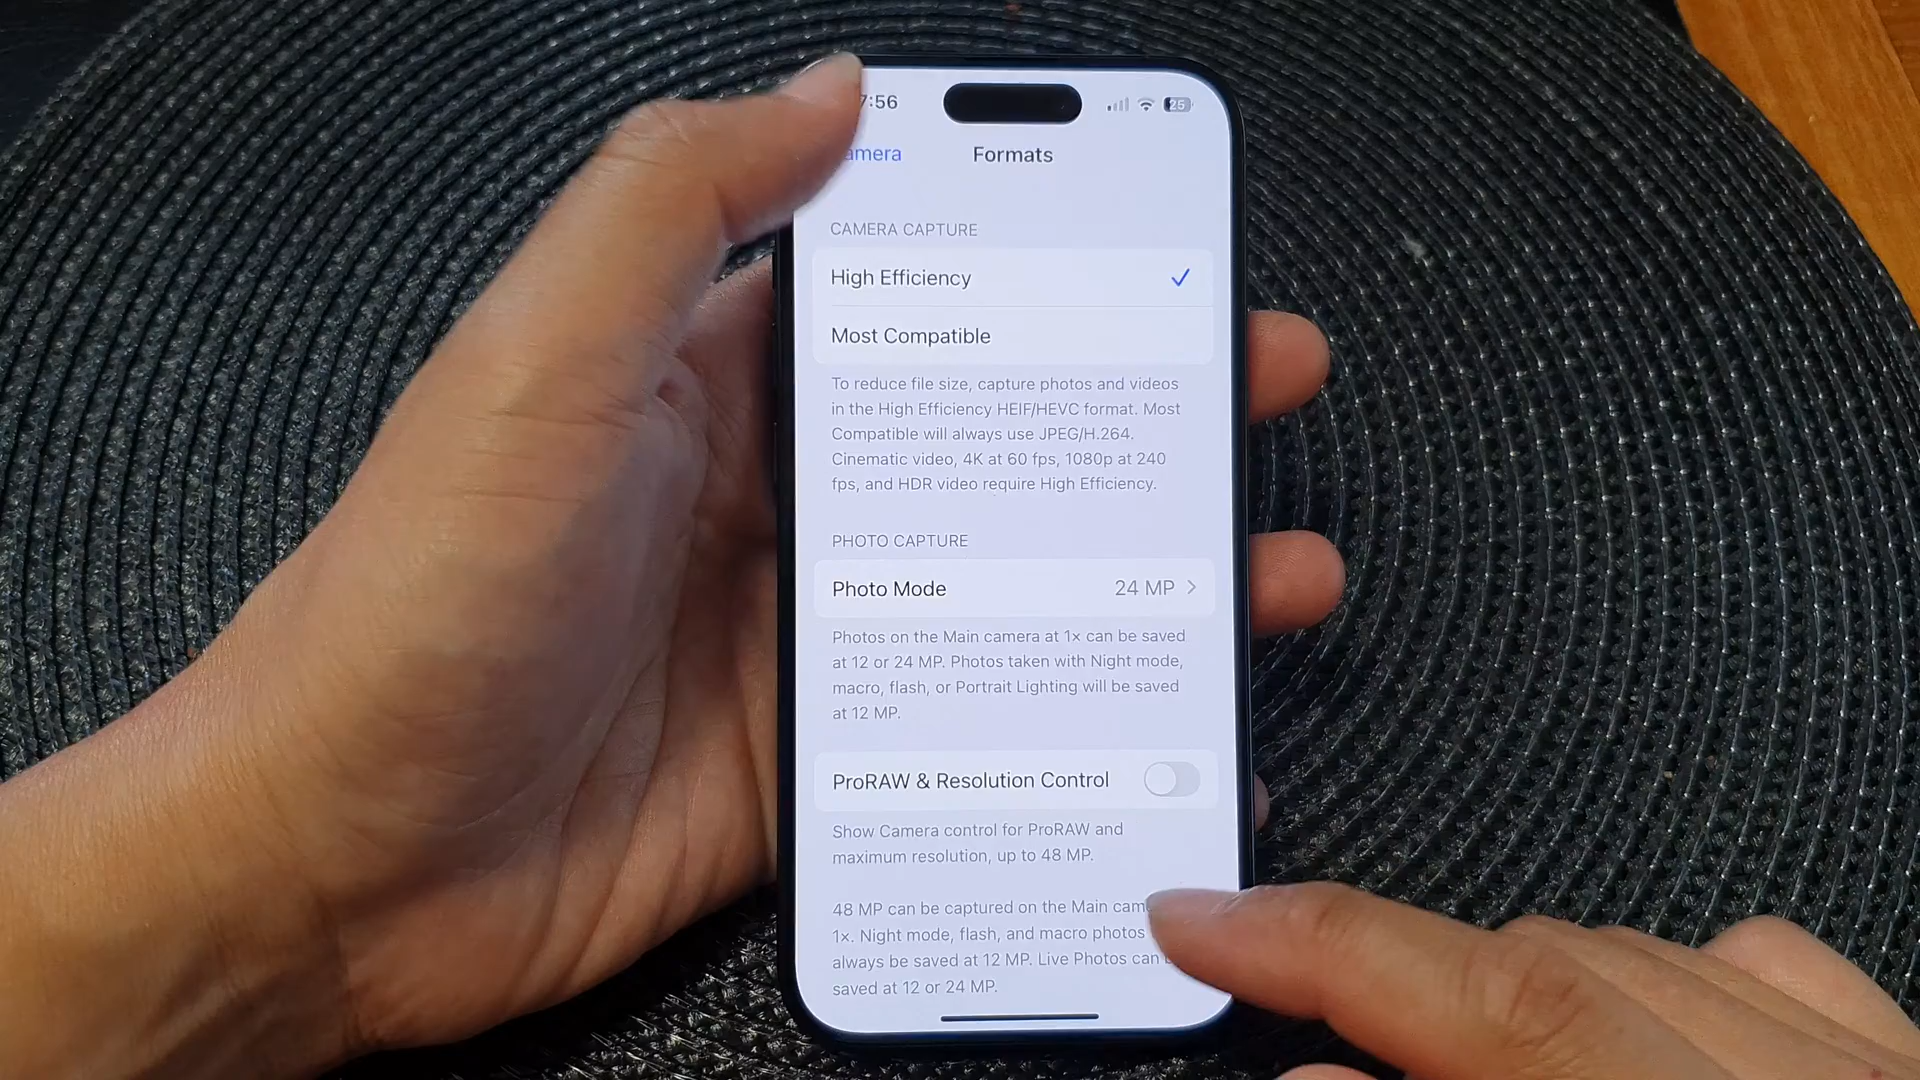 7:56
25
amera
Formats
CAMERA CAPTURE
High Efficiency
Most Compatible
To reduce file size, capture photos and videos
in the High Efficiency HEIF/HEVC format. Most
Compatible will always use JPEG/H.264.
Cinematic video, 4K at 60 fps, 1080p at 240
fps, and HDR video require High Efficiency.
PHOTO CAPTURE
Photo Mode 24 MP
Photos on the Main camera at 1x can be saved
at 12 or 24 MP. Photos taken with Night mode,
macro, flash, or Portrait Lighting will be saved
at 12 MP.
ProRAW & Resolution Control
Show Camera control for ProRAW and
maximum resolution, up to 48 MP.
48 MP can be captured on the Main cam
1x. Night mode, flash, and macro photos
always be saved at 12 MP. Live Photos can
saved at 12 or 24 MP.